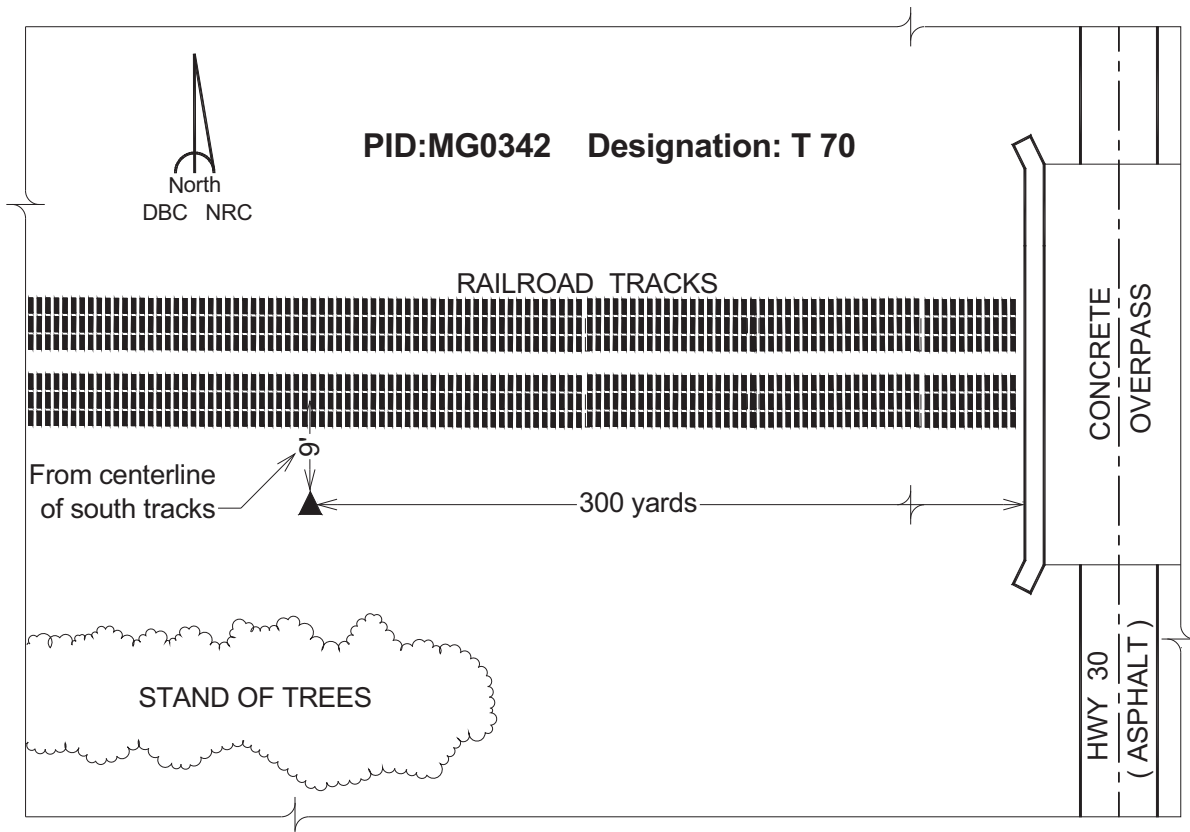 PID:MG0342 Designation: T 70
North
DBC NRC
RAILROAD TRACKS
CONCRETE
OVERPASS
9'
From centerline
of south tracks
300 yards
STAND OF TREES
HWY 30
( ASPHALT )